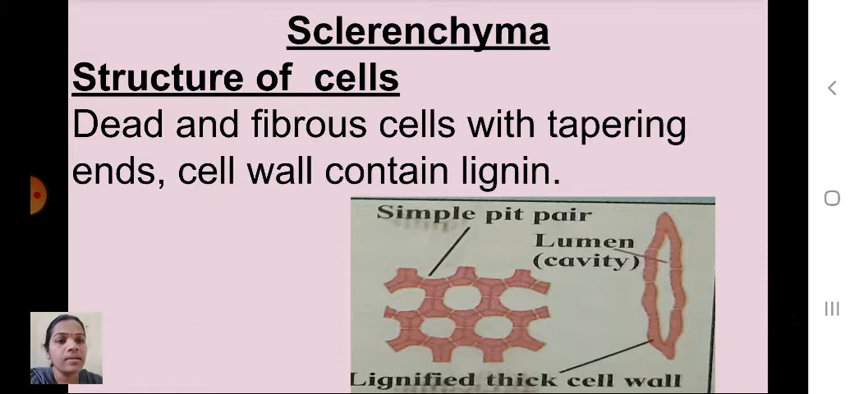 Sclerenchyma
Structure of cells
Dead and fibrous cells with tapering
ends, cell wall contain lignin.
Simple pit pair
Lumen
(cavity)
Lignified thick cell wall